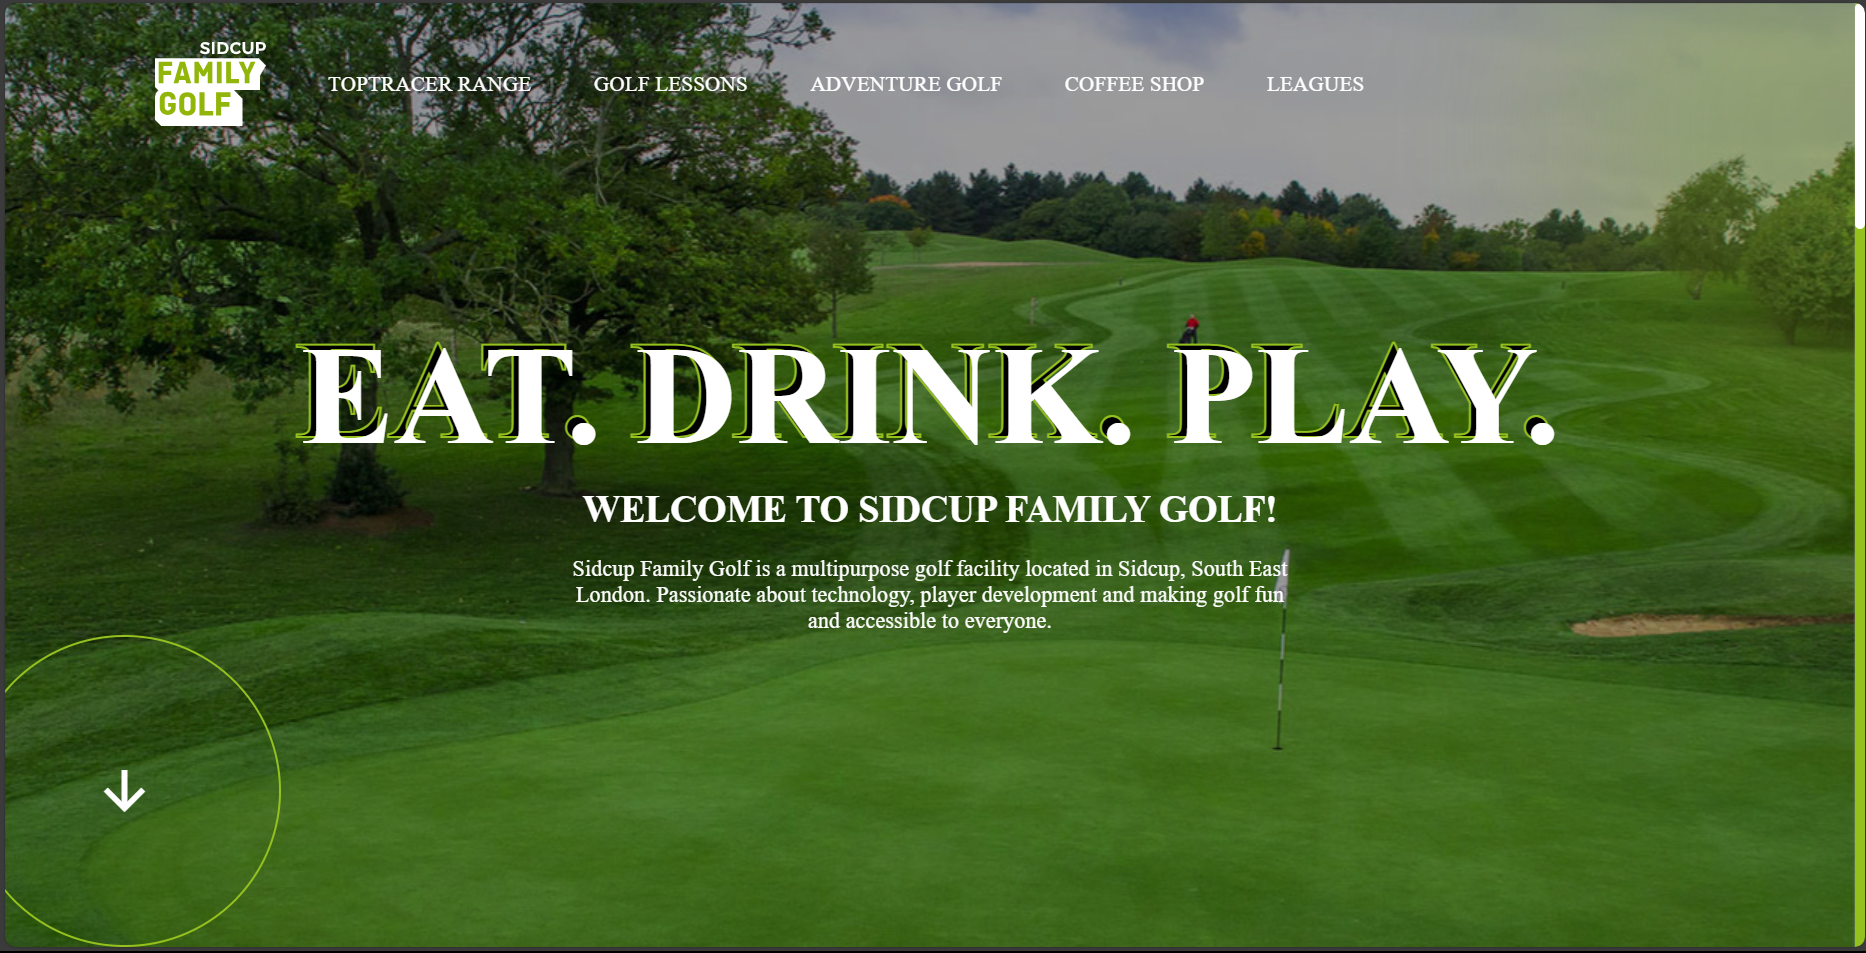 SIDCUP
FAMILY
GOLF
TOPTRACER RANGE GOLF LESSONS ADVENTURE GOLF COFFEE SHOP LEAGUES
EAT. DRINK. PLAY.
WELCOME TO SIDCUP FAMILY GOLF!
Sidcup Family Golf is a multipurpose golf facility located in Sidcup, South East
London. Passionate about technology, player development and making golf fun
and accessible to everyone.